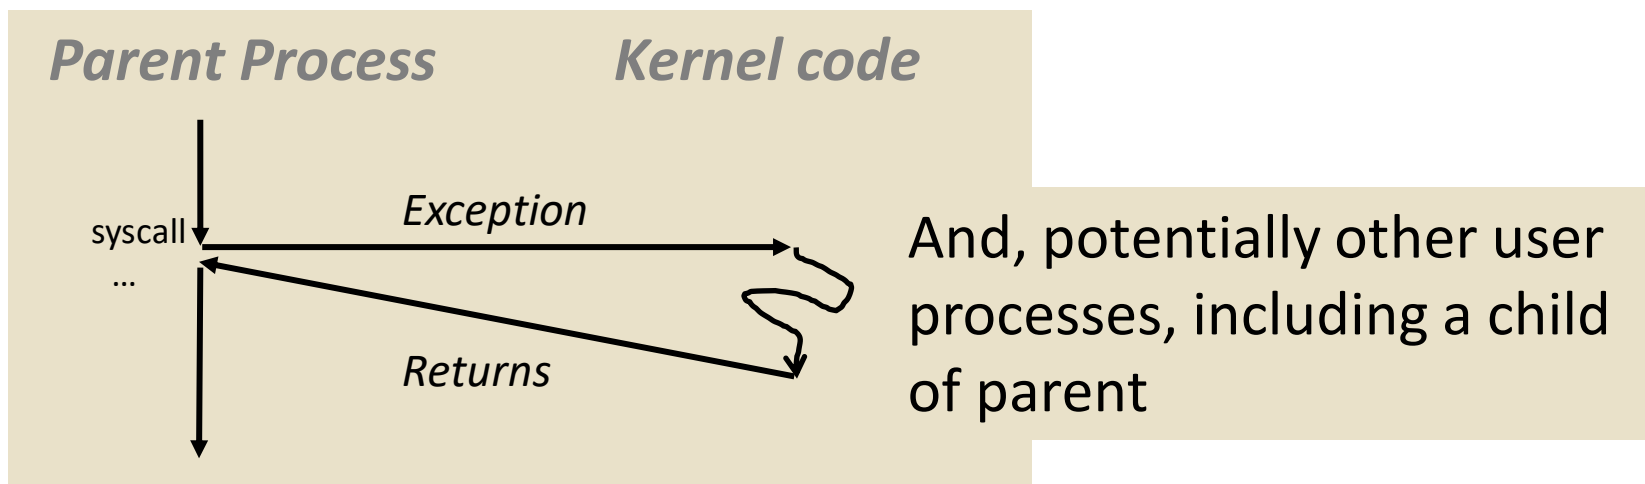 Parent Process
Kernel code
syscall
...
Exception
Returns
And, potentially other user
processes, including a child
of parent